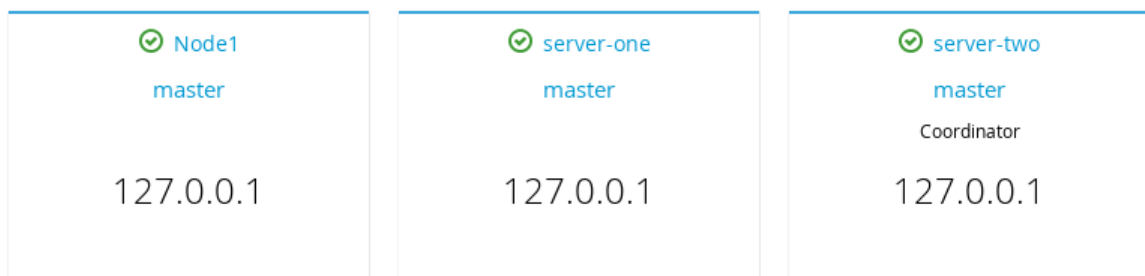 Node1
master
127.0.0.1
server-one
master
127.0.0.1
server-two
master
Coordinator
127.0.0.1